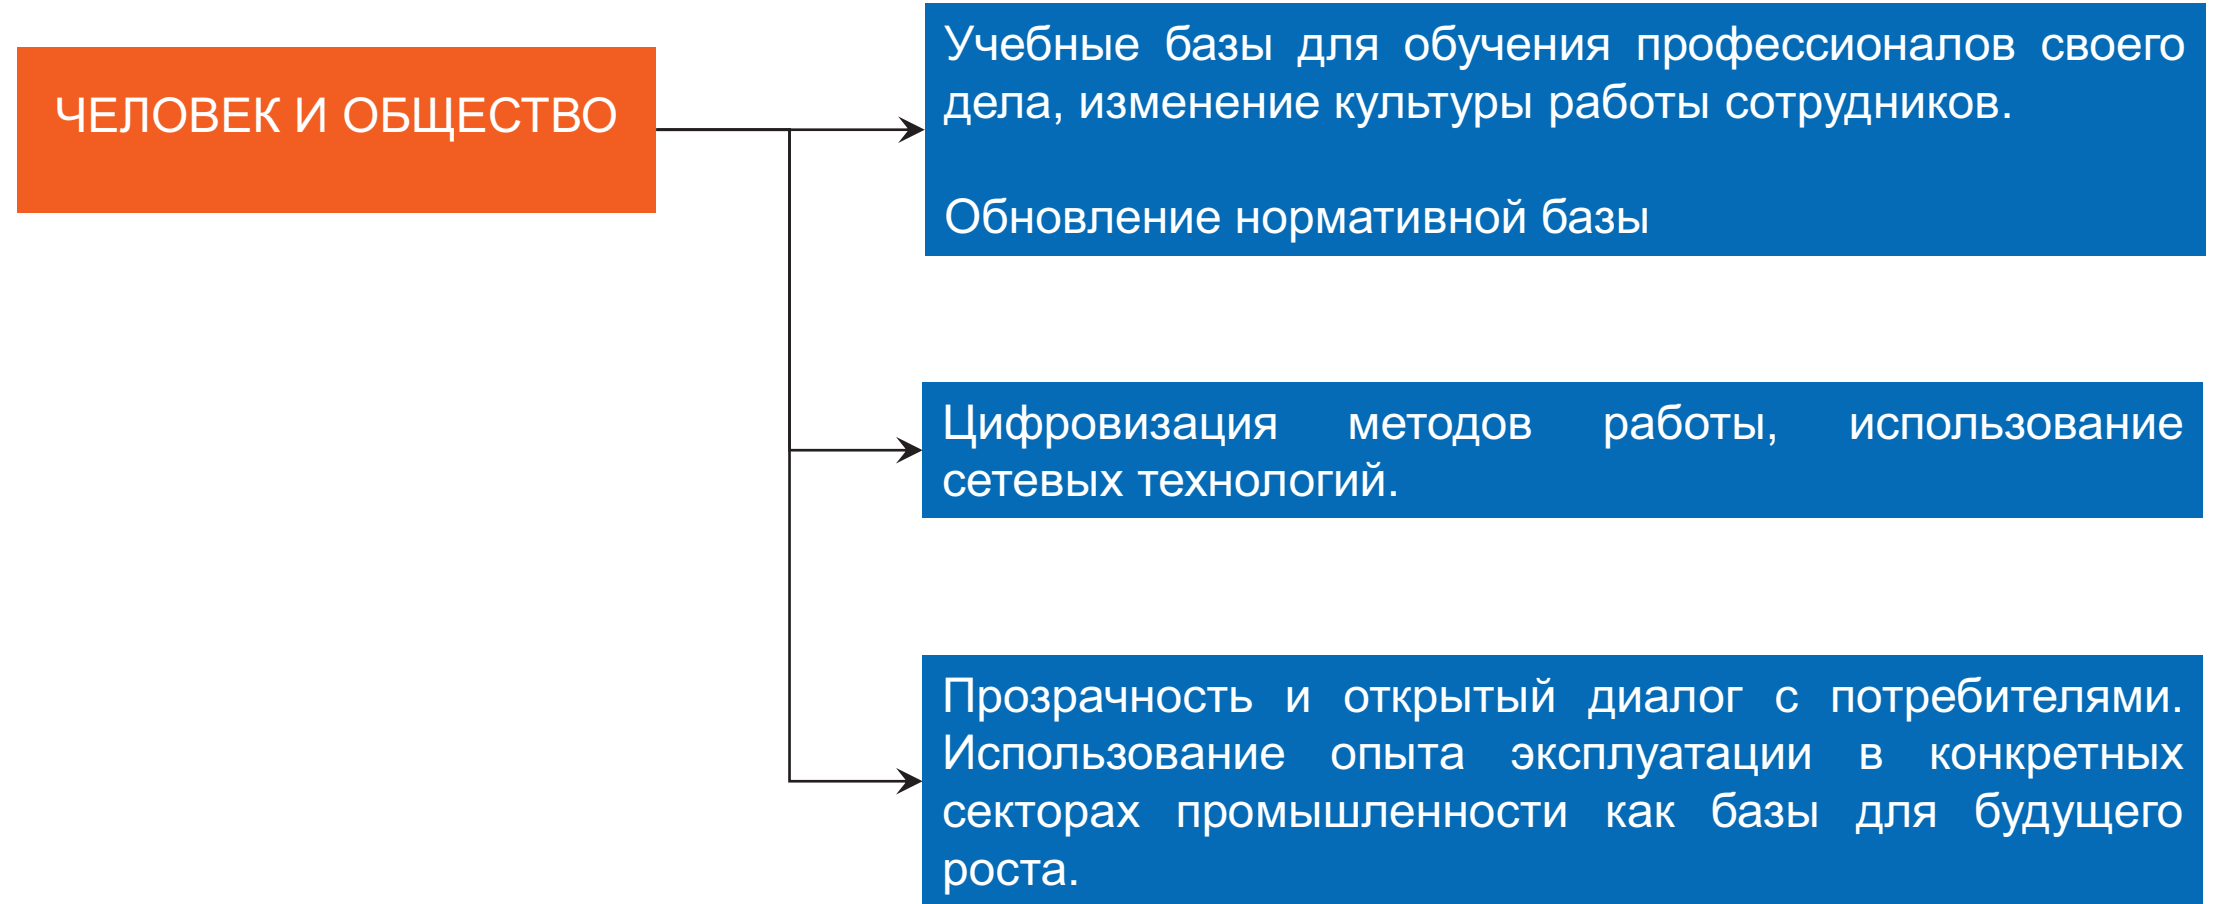 ЧЕЛОВЕК И ОБЩЕСТВО
Учебные базы для обучения профессионалов своего
дела, изменение культуры работы сотрудников.
Обновление нормативной базы
Цифровизация методов работы, использование
сетевых технологий.
Прозрачность и открытый диалог с потребителями.
Использование опыта эксплуатации в конкретных
секторах промышленности как базы для будущего
роста.